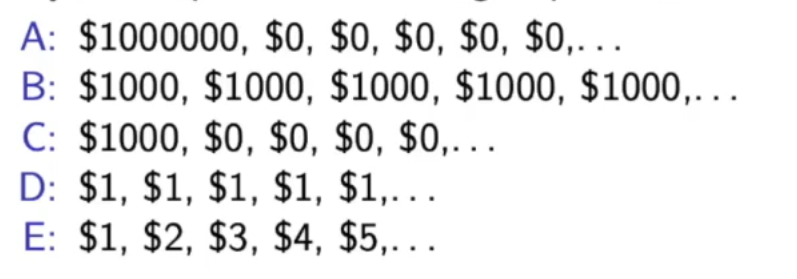 A: $1000000, $0, $0, $0, $0, $0,...
B: $1000, $1000, $1000, $1000, $1000,...
C: $1000, $0, $0, $0, $0,...
D: $1, $1, $1, $1, $1,...
E: $1, $2, $3, $4, $5,...